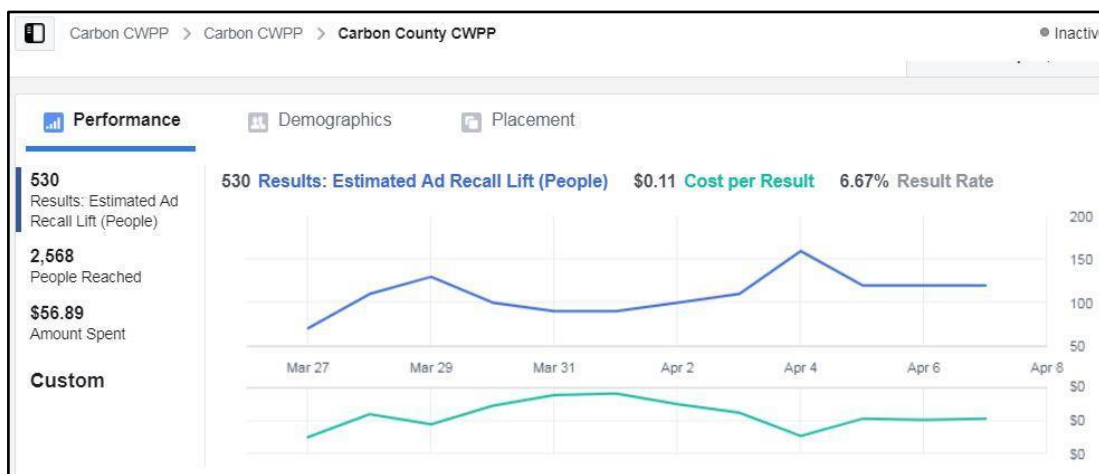 Carbon CWPP > Carbon CWPP > Carbon County CWPP
Inactive
Performance
Demographics
Placement
530
Results: Estimated Ad
Recall Lift (People)
2,568
People Reached
$56.89
Amount Spent
Custom
530 Results: Estimated Ad Recall Lift (People) $0.11 Cost per Result 6.67% Result Rate
200
150
100
50
Mar 27 Mar 29 Mar 31 Apr 2 Apr 4 Apr 6 Apr 8
$0
$0
$0